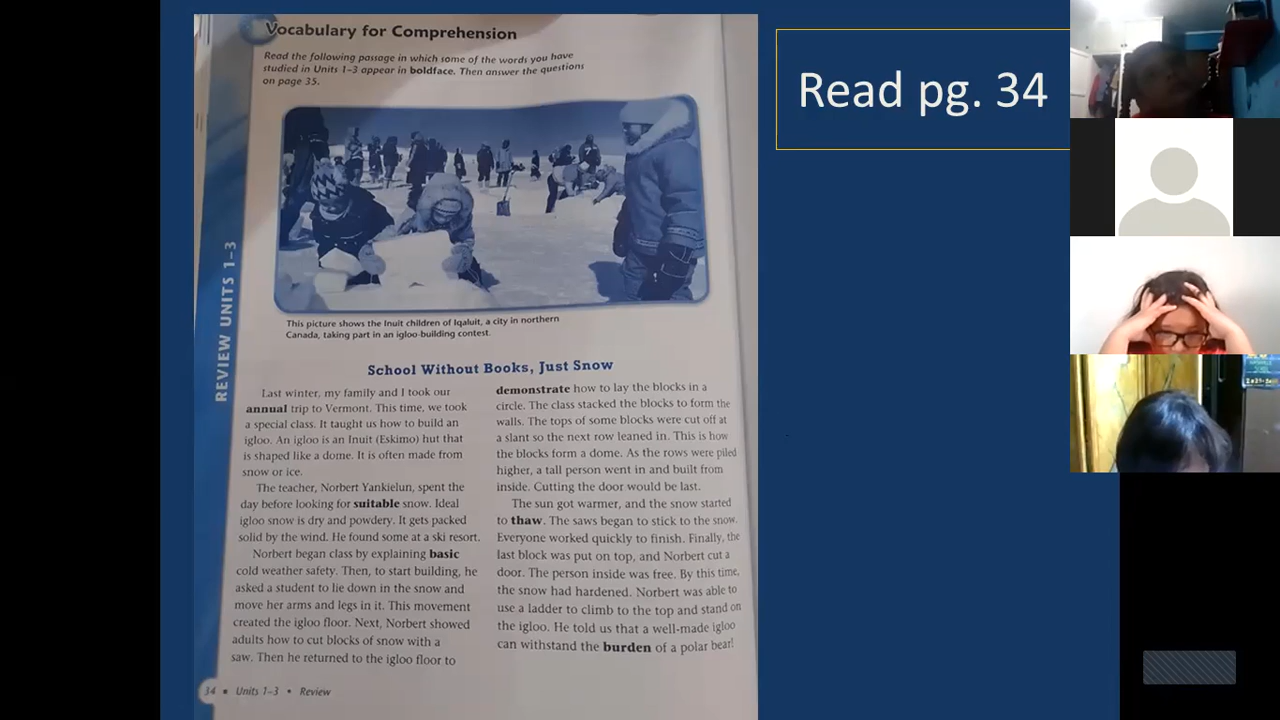 Vocabulary for Comprehension
Read the following passage in which some of the words you have
studied in Units 1–3 appear in boldface. Then answer the questions
on page 35.
Read pg. 34
REVIEW UNITS 1–3
This picture shows the Inuit children of Iqaluit, a city in northern
Canada, taking part in an igloo-building contest.
School Without Books, Just Snow
Last winter, my family and I took our
annual trip to Vermont. This time, we took
a special class. It taught us how to build an
igloo. An igloo is an Inuit (Eskimo) hut that
is shaped like a dome. It is often made from
snow or ice.
The teacher, Norbert Yankielun, spent the
day before looking for suitable snow. Ideal
igloo snow is dry and powdery. It gets packed
solid by the wind. He found some at a ski resort.
Norbert began class by explaining basic
cold weather safety. Then, to start building, he
asked a student to lie down in the snow and
move her arms and legs in it. This movement
created the igloo floor. Next, Norbert showed
adults how to cut blocks of snow with a
saw. Then he returned to the igloo floor to
demonstrate how to lay the blocks in a
circle. The class stacked the blocks to form the
walls. The tops of some blocks were cut off at
a slant so the next row leaned in. This is how
the blocks form a dome. As the rows were piled
higher, a tall person went in and built from
inside. Cutting the door would be last.
The sun got warmer, and the snow started
to thaw. The saws began to stick to the snow.
Everyone worked quickly to finish. Finally, the
last block was put on top, and Norbert cut a
door. The person inside was free. By this time,
the snow had hardened. Norbert was able to
use a ladder to climb to the top and stand on
the igloo. He told us that a well-made igloo
can withstand the burden of a polar bear!
34 • Units 1–3 • Review